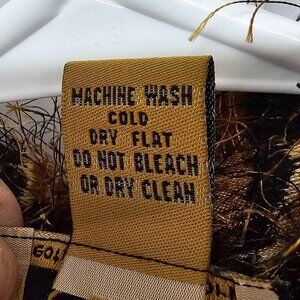 MACHINE WASH
COLD
DRY FLAT
DO NOT BLEACH
OR DRY CLEAN